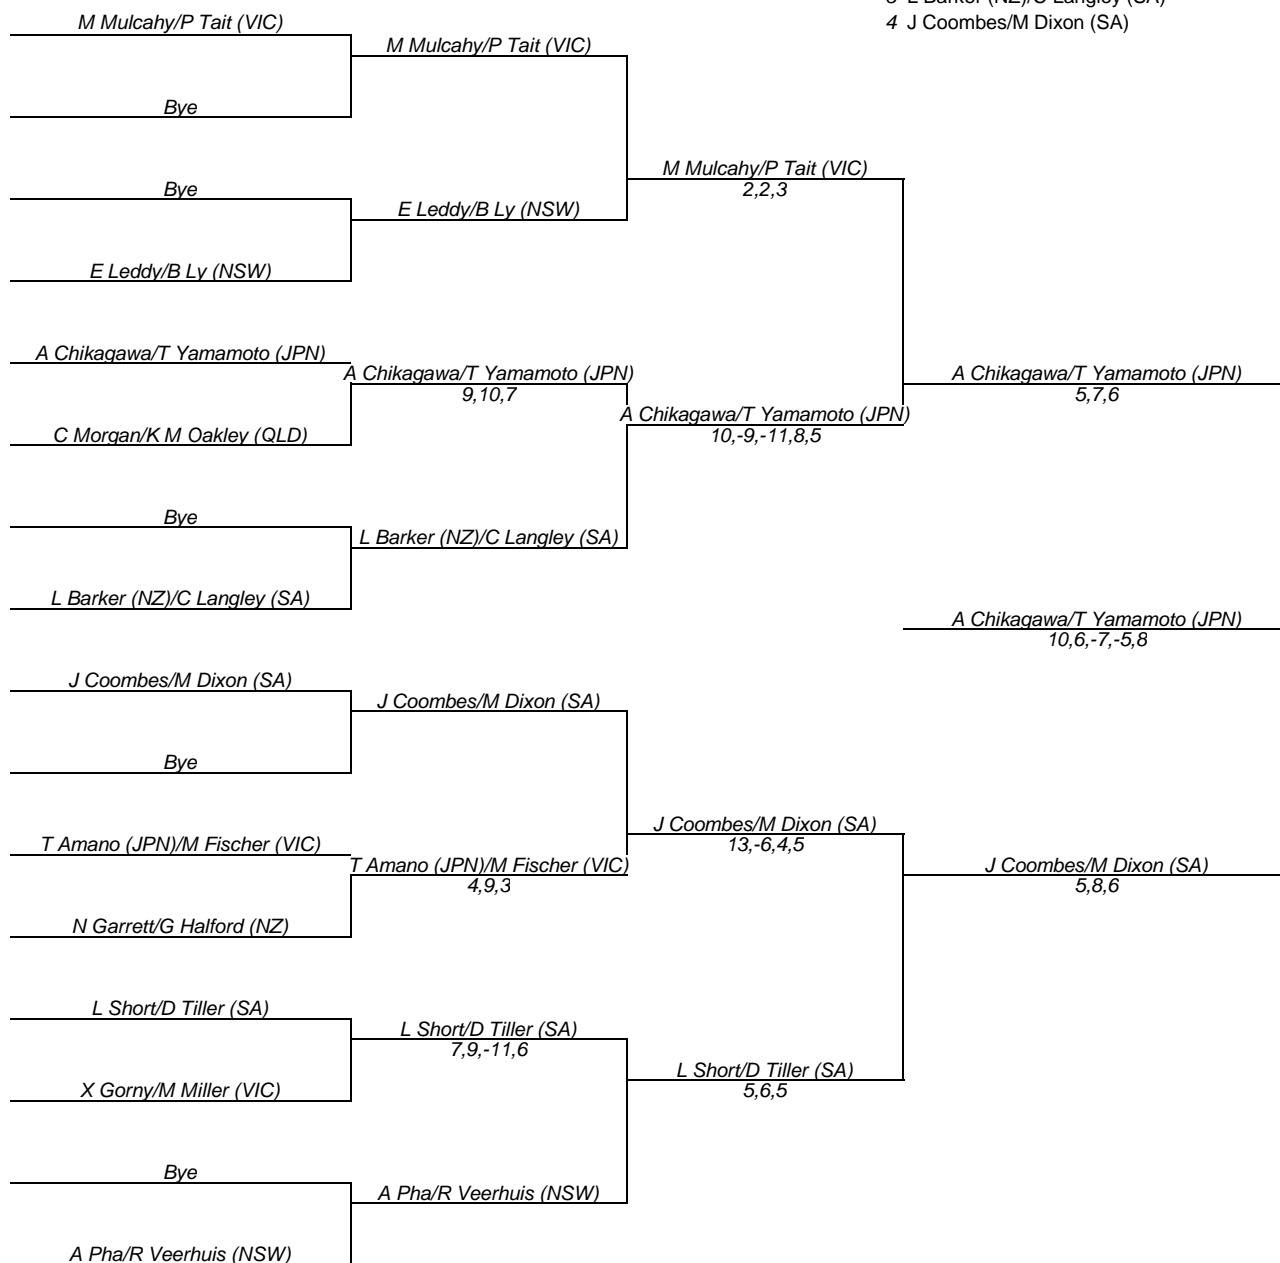 3 L Barker (NZ)/C Langley (SA)
4 J Coombes/M Dixon (SA)
M Mulcahy/P Tait (VIC)
M Mulcahy/P Tait (VIC)
Bye
M Mulcahy/P Tait (VIC)
2,2,3
Bye
E Leddy/B Ly (NSW)
E Leddy/B Ly (NSW)
A Chikagawa/T Yamamoto (JPN)
A Chikagawa/T Yamamoto (JPN)
9,10,7
A Chikagawa/T Yamamoto (JPN)
5,7,6
A Chikagawa/T Yamamoto (JPN)
10,-9,-11,8,5
C Morgan/K M Oakley (QLD)
Bye
L Barker (NZ)/C Langley (SA)
L Barker (NZ)/C Langley (SA)
A Chikagawa/T Yamamoto (JPN)
10,6,-7,-5,8
J Coombes/M Dixon (SA)
J Coombes/M Dixon (SA)
Bye
J Coombes/M Dixon (SA)
13,-6,4,5
T Amano (JPN)/M Fischer (VIC)
T Amano (JPN)/M Fischer (VIC)
4,9,3
J Coombes/M Dixon (SA)
5,8,6
N Garrett/G Halford (NZ)
L Short/D Tiller (SA)
L Short/D Tiller (SA)
7,9,-11,6
L Short/D Tiller (SA)
5,6,5
X Gorny/M Miller (VIC)
Bye
A Pha/R Veerhuis (NSW)
A Pha/R Veerhuis (NSW)